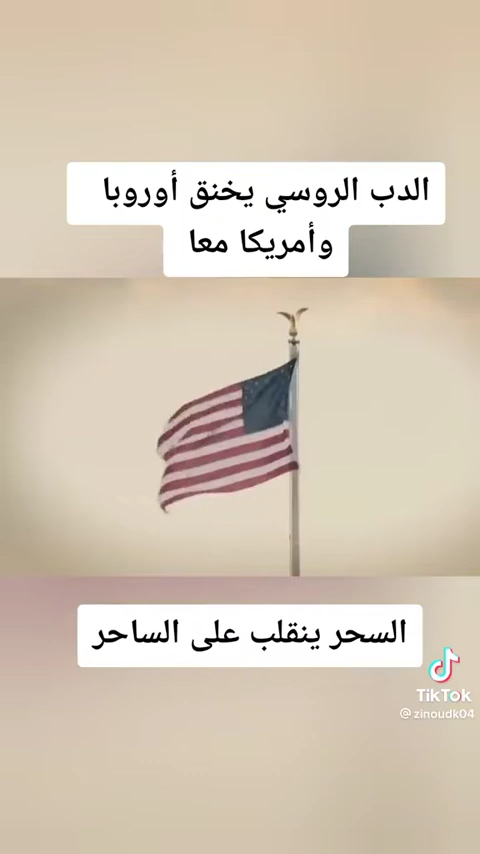 الدب الروسي يخنق أوروبا
وأمريكا معا
السحر ينقلب على الساحر
TikTok
@zinoudk04